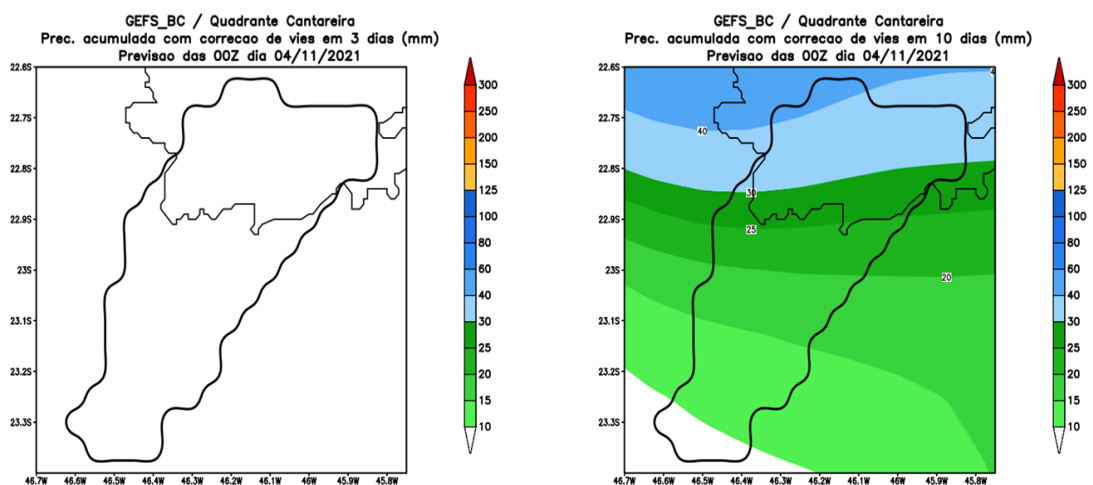 GEFS_BC / Quadrante Cantareira
Prec. acumulada com correcao de vies em 3 dias (mm)
Previsao das 00Z dia 04/11/2021
22.6S
22.7S
22.8S
22.9S
23S
23.1S
23.2S
23.3S
46.7W 46.6W 46.5W 46.4W 46.3W 46.2W 46.1W 46W 45.9W 45.8W
300
250
200
150
125
100
80
60
40
30
25
20
15
10
GEFS_BC / Quadrante Cantareira
Prec. acumulada com correcao de vies em 10 dias (mm)
Previsao das 00Z dia 04/11/2021
22.6S
22.7S
22.8S
22.9S
23S
23.1S
23.2S
23.3S
4
40
30
25
20
46.7W 46.6W 46.5W 46.4W 46.3W 46.2W 46.1W 46W 45.9W 45.8W
300
250
200
150
125
100
80
60
40
30
25
20
15
10